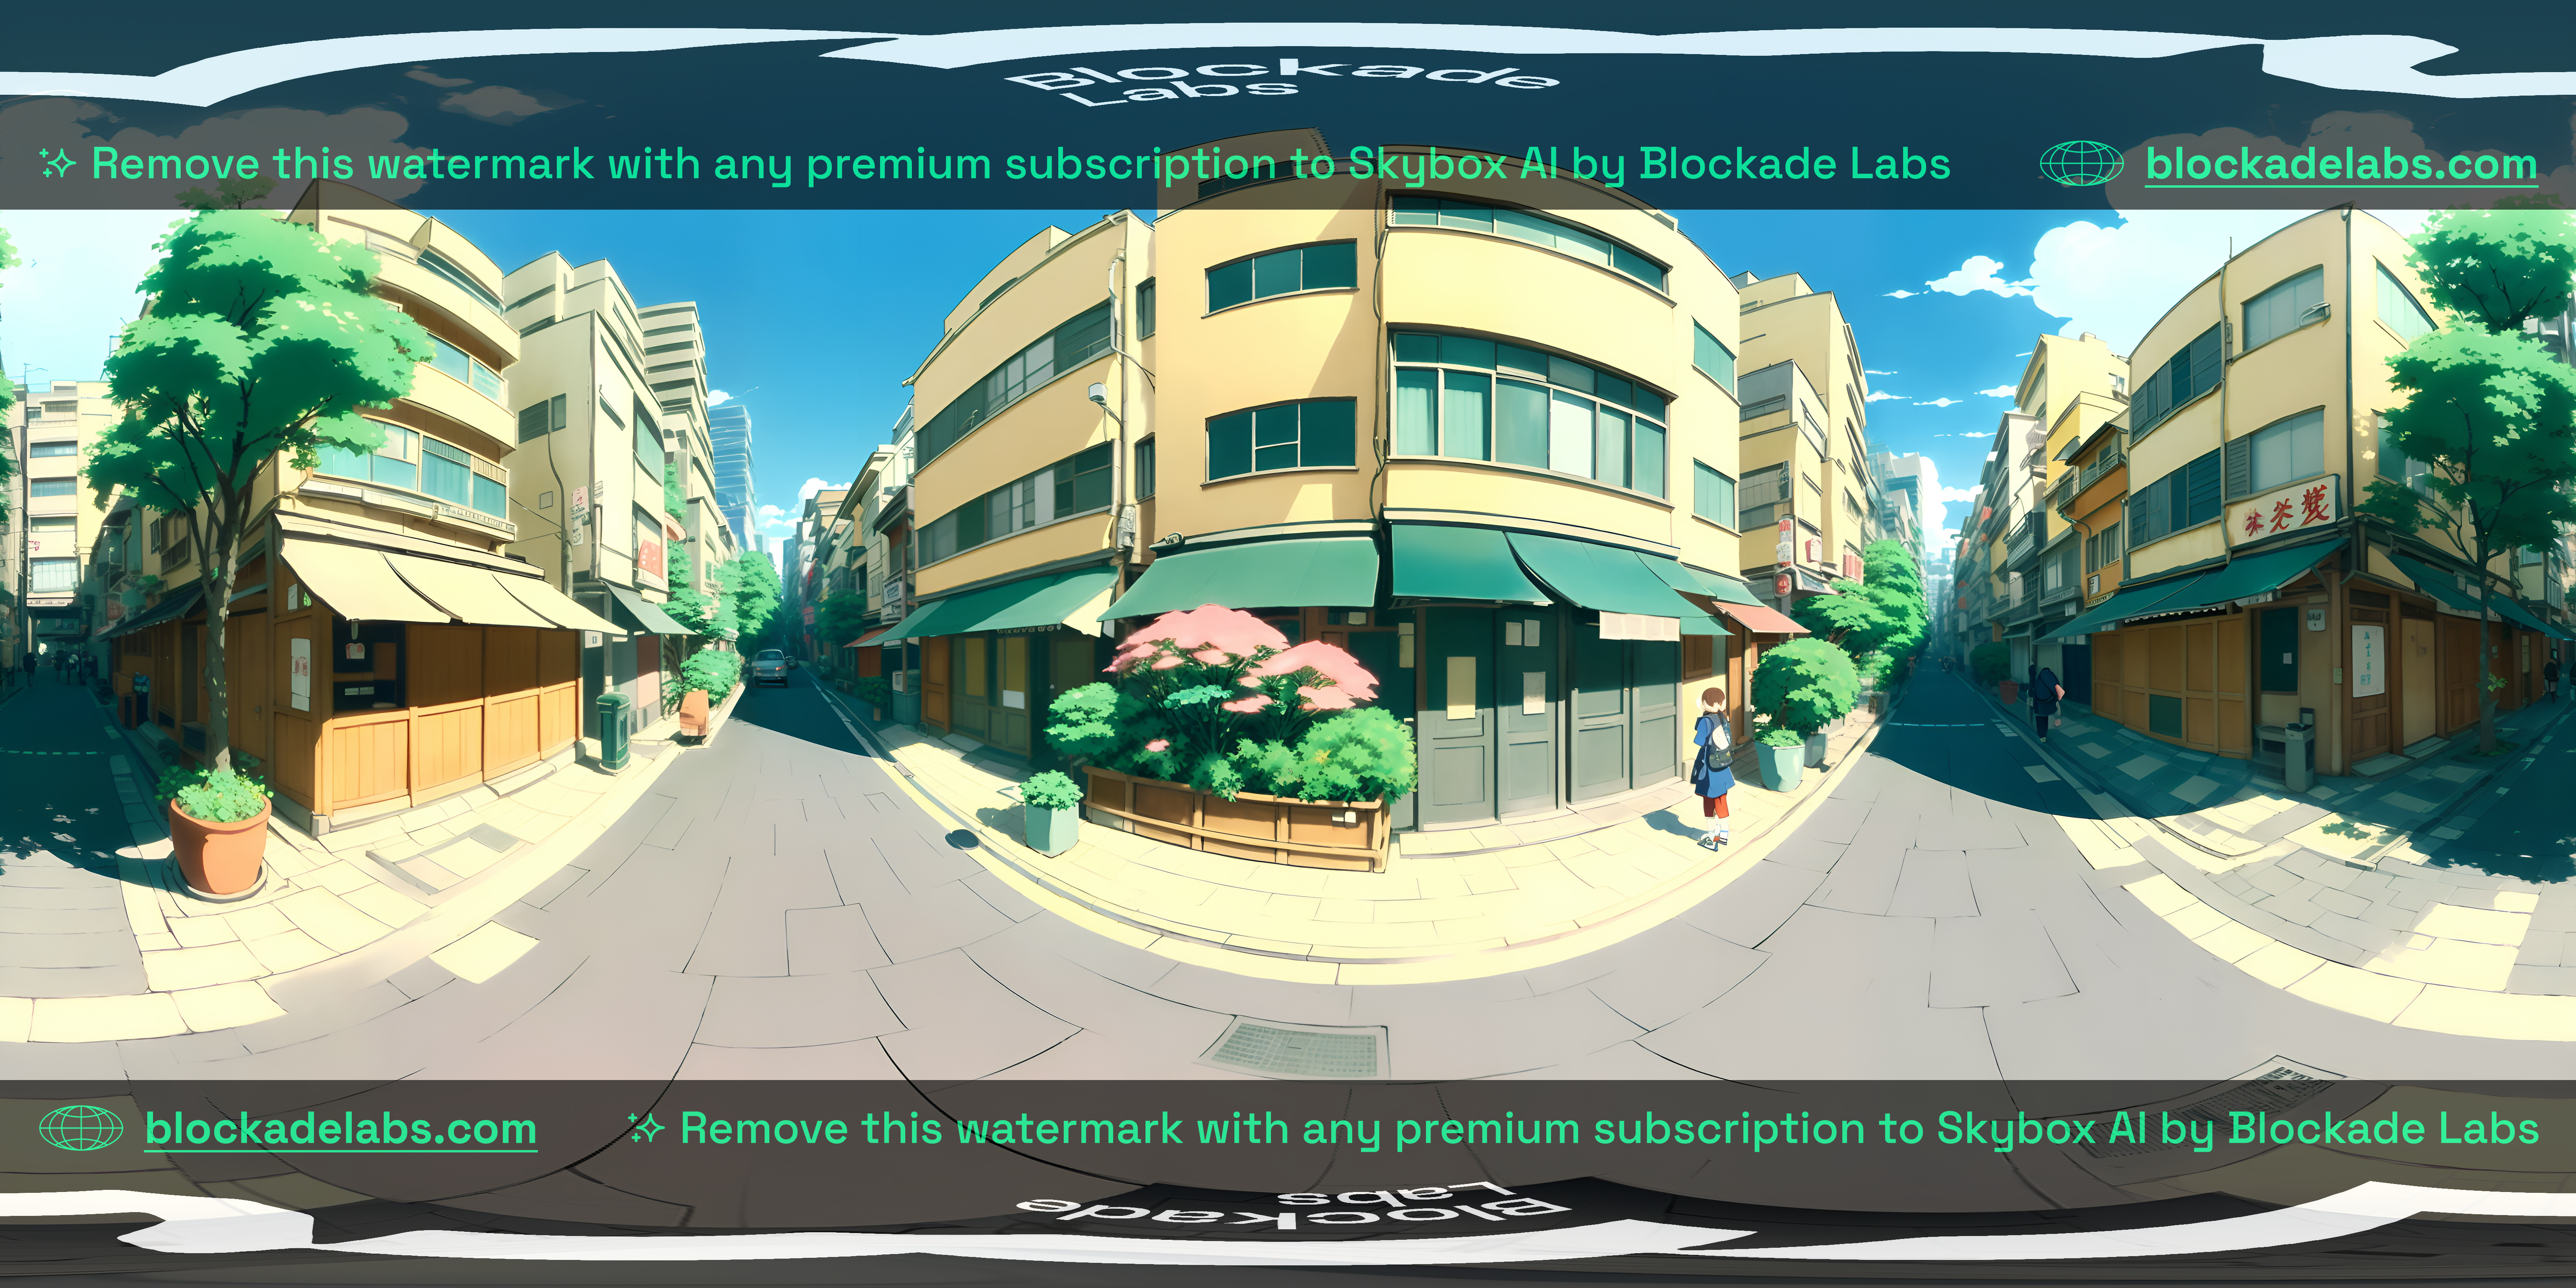 Blockade
Labs
Remove this watermark with any premium subscription to Skybox AI by Blockade Labs
blockadelabs.com
blockadelabs.com
Remove this watermark with any premium subscription to Skybox AI by Blockade Labs
Blockade
Labs